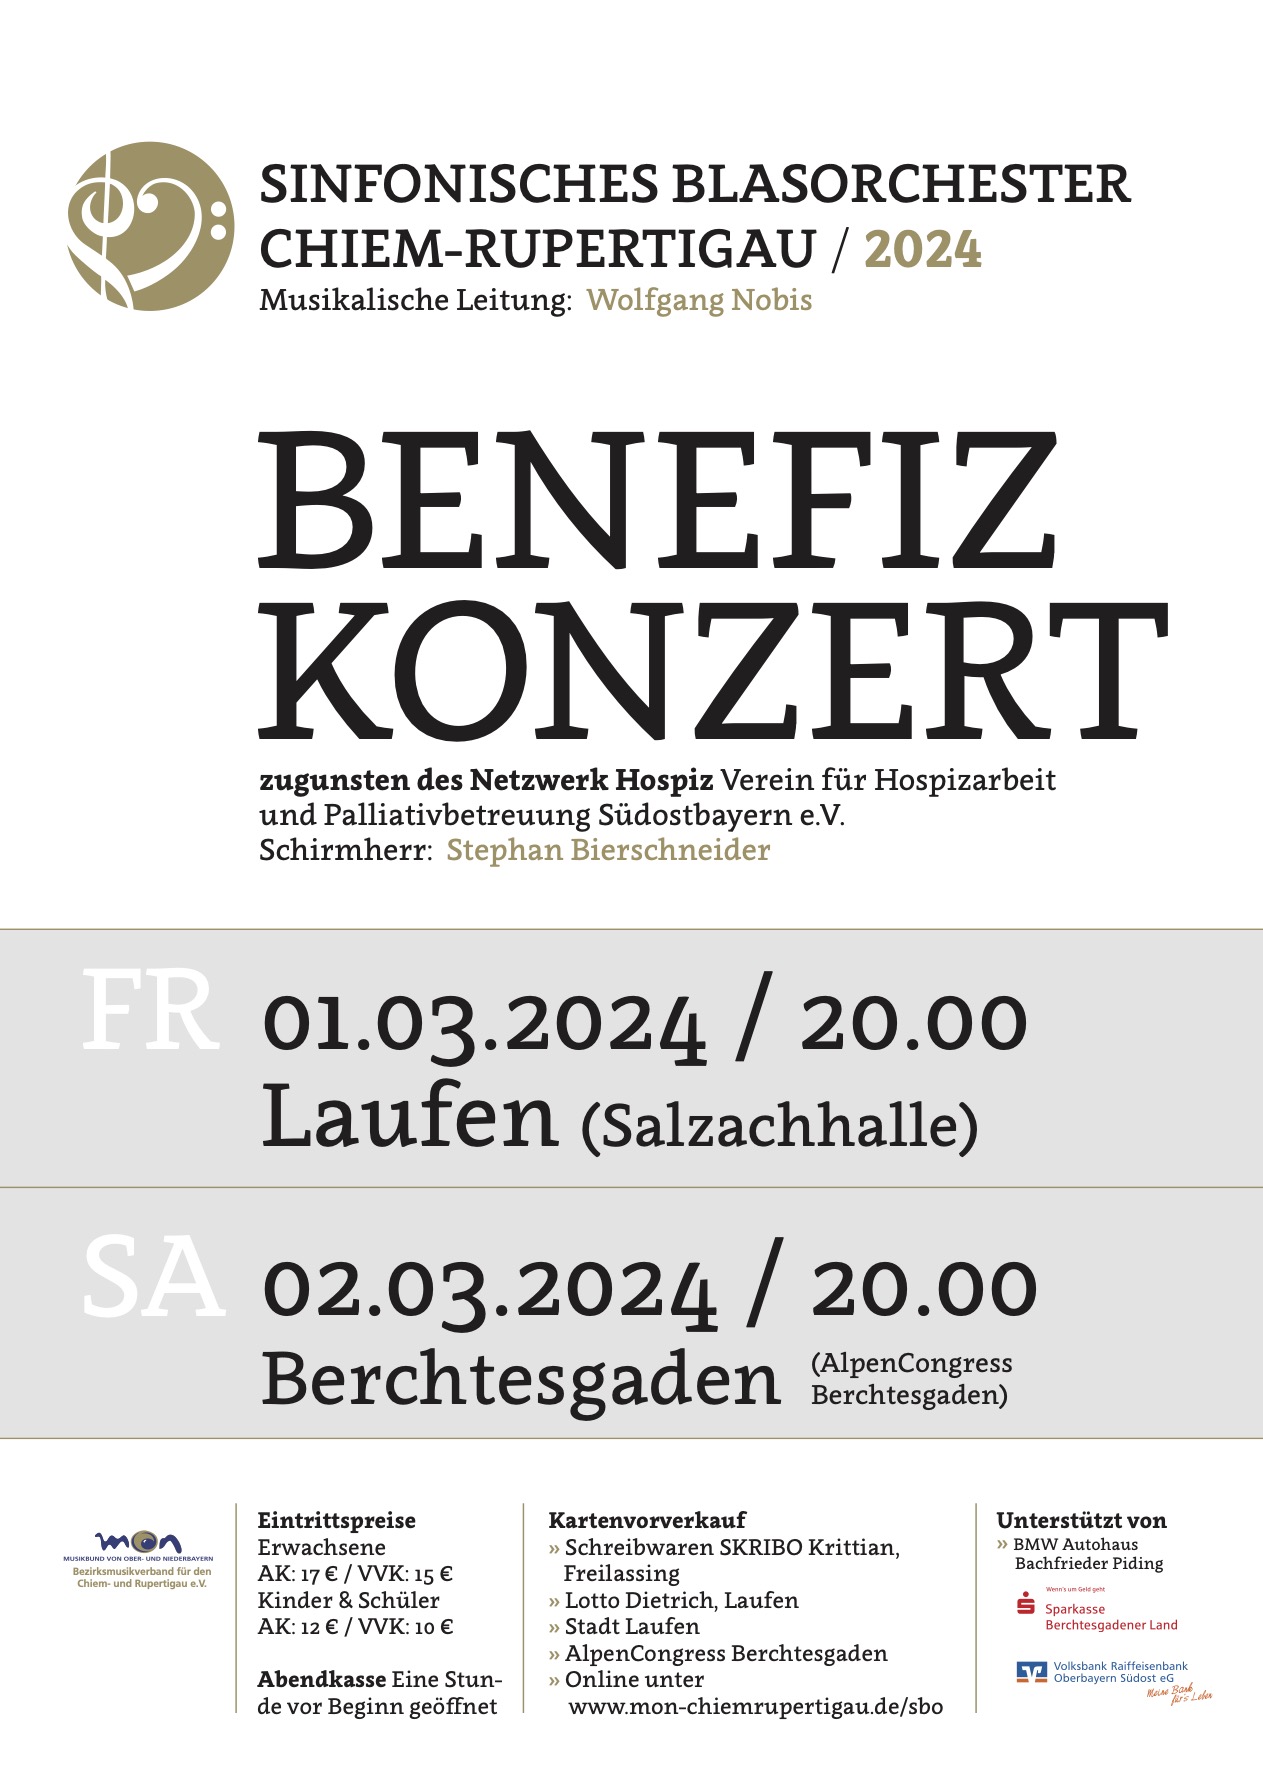 SINFONISCHES BLASORCHESTER
CHIEM-RUPERTIGAU / 2024
Musikalische Leitung: Wolfgang Nobis
BENEFIZ
KONZERT
zugunsten des Netzwerk Hospiz Verein für Hospizarbeit
und Palliativbetreuung Südostbayern e.V.
Schirmherr: Stephan Bierschneider
FR 01.03.2024 / 20.00
Laufen (Salzachhalle)
SA 02.03.2024 / 20.00
Berchtesgaden (AlpenCongress
Berchtesgaden)
mon
MUSIKBUND VON OBER- UND NIEDERBAYERN
Bezirksmusikverband für den
Chiem- und Rupertigau e.V.
Eintrittspreise
Erwachsene
AK: 17 € / VVK: 15 €
Kinder & Schüler
AK: 12 € / VVK: 10 €
Abendkasse Eine Stun-
de vor Beginn geöffnet
Kartenvorverkauf
» Schreibwaren SKRIBO Krittian,
Freilassing
» Lotto Dietrich, Laufen
» Stadt Laufen
» AlpenCongress Berchtesgaden
» Online unter
www.mon-chiemrupertigau.de/sbo
Unterstützt von
» BMW Autohaus
Bachfrieder Piding
Wenn's um Geld geht
Sparkasse
Berchtesgadener Land
Volksbank Raiffeisenbank
Oberbayern Südost eG
Meine Bank
für's Leben